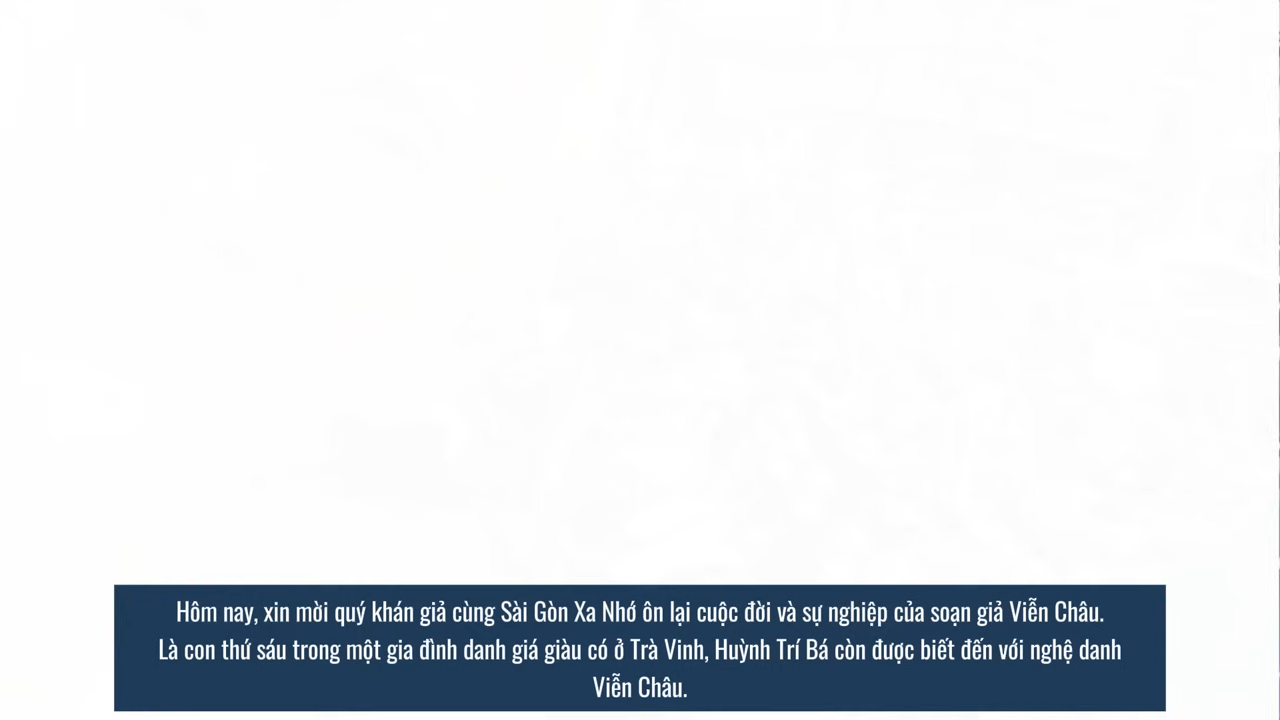 Hôm nay, xin mời quý khán giả cùng Sài Gòn Xa Nhớ ôn lại cuộc đời và sự nghiệp của soạn giả Viễn Châu.
Là con thứ sáu trong một gia đình danh giá giàu có ở Trà Vinh, Huỳnh Trí Bá còn được biết đến với nghệ danh
Viễn Châu.